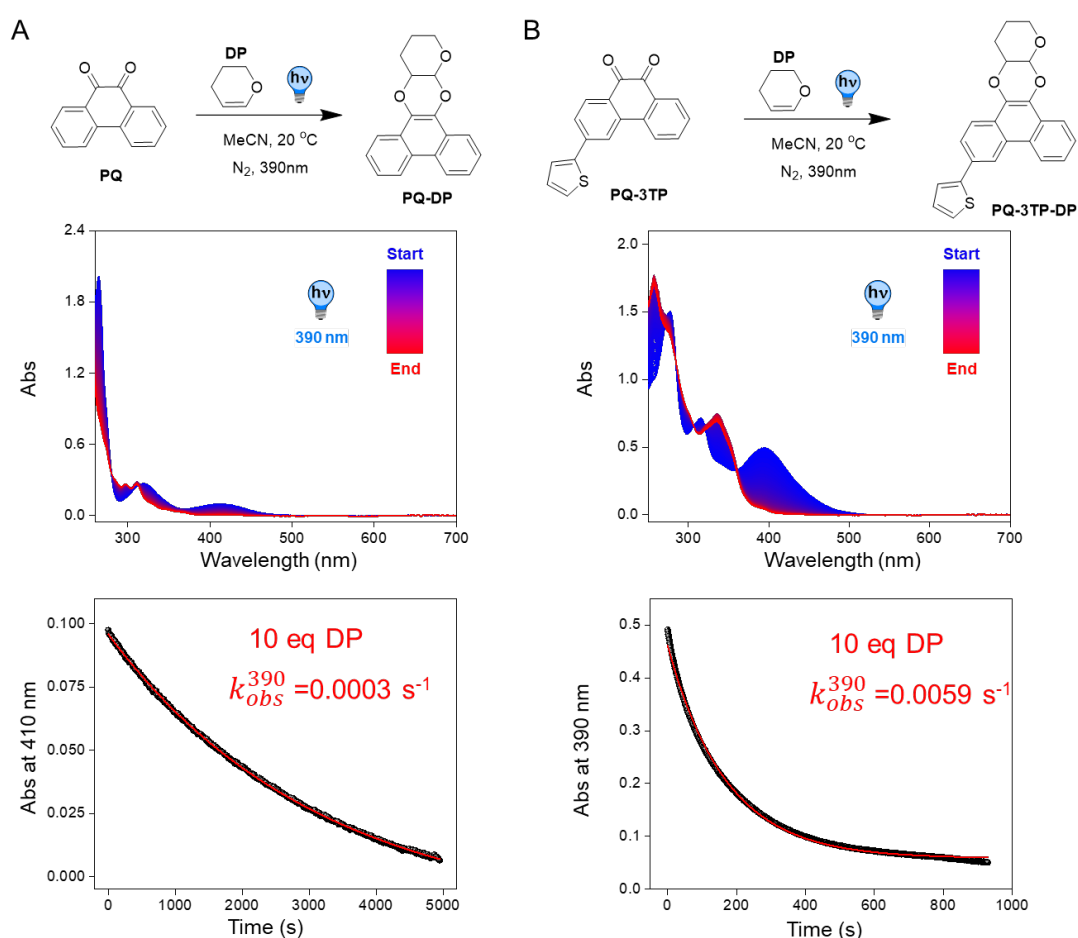 A
O O
PQ
DP
O
hν
MeCN, 20 °C
N2, 390nm
O
O O
PQ-DP
2.4
1.8
1.2
0.6
0.0
Abs
300 400 500 600 700
Wavelength (nm)
hν
390 nm
Start
End
0.100
0.075
0.050
0.025
0.000
Abs at 410 nm
0 1000 2000 3000 4000 5000
Time (s)
10 eq DP
k_obs^390 =0.0003 s-1
B
O O
S
PQ-3TP
DP
O
hν
MeCN, 20 °C
N2, 390nm
O
O O
S
PQ-3TP-DP
2.0
1.5
1.0
0.5
0.0
Abs
300 400 500 600 700
Wavelength (nm)
hν
390 nm
Start
End
0.5
0.4
0.3
0.2
0.1
0.0
Abs at 390 nm
0 200 400 600 800 1000
Time (s)
10 eq DP
k_obs^390 =0.0059 s-1